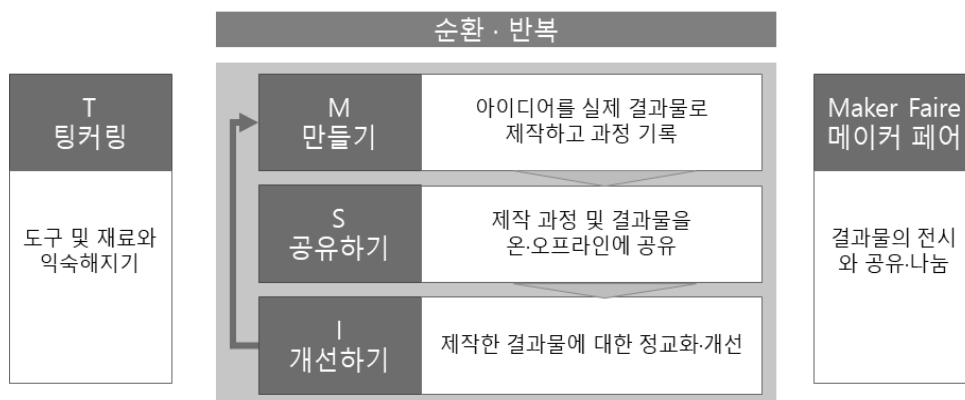 순환 · 반복
T
팅커링
도구 및 재료와
익숙해지기
M
만들기
아이디어를 실제 결과물로
제작하고 과정 기록
S
공유하기
제작 과정 및 결과물을
온·오프라인에 공유
I
개선하기
제작한 결과물에 대한 정교화·개선
Maker Faire
메이커 페어
결과물의 전시
와 공유·나눔